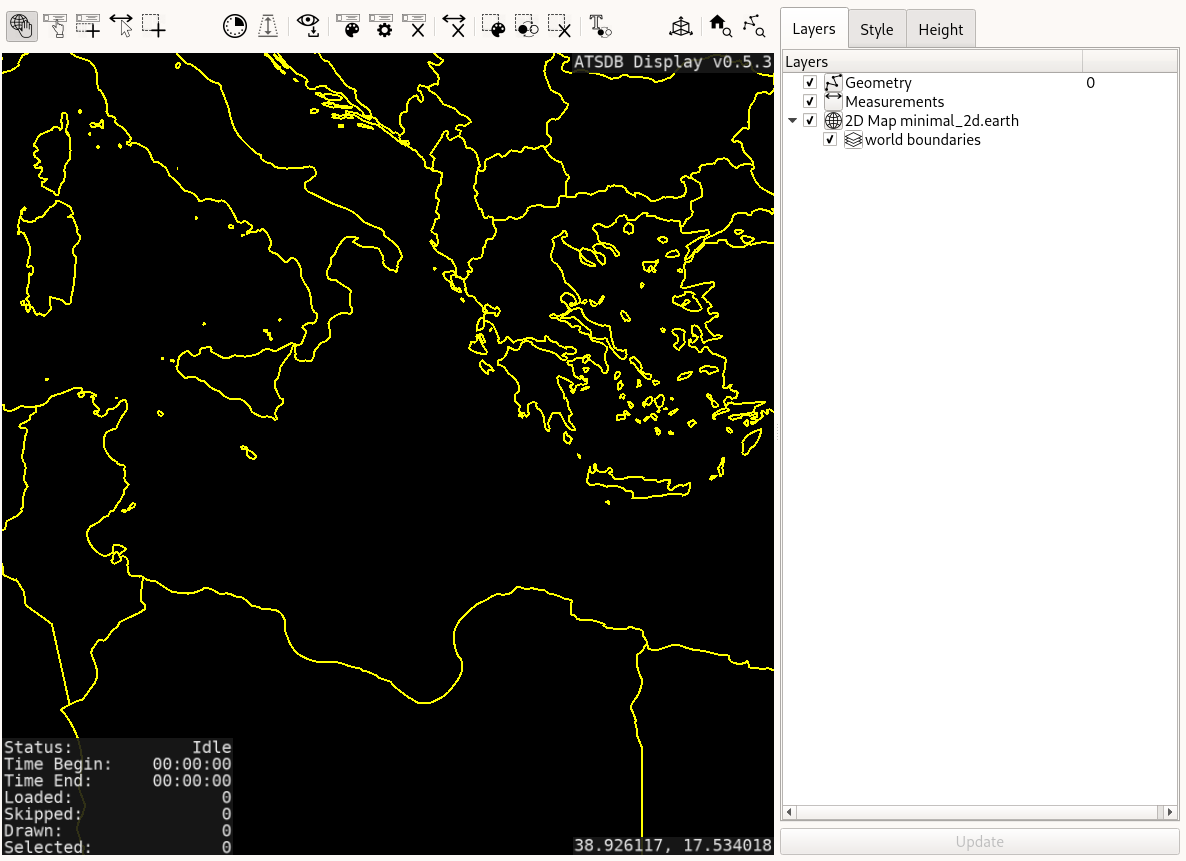 ATSDB Display v0.5.3
Status: Idle
Time Begin: 00:00:00
Time End: 00:00:00
Loaded: 0
Skipped: 0
Drawn: 0
Selected: 0
38.926117, 17.534018
Layers Style Height
Layers
Geometry 0
Measurements
2D Map minimal_2d.earth
world boundaries
Update